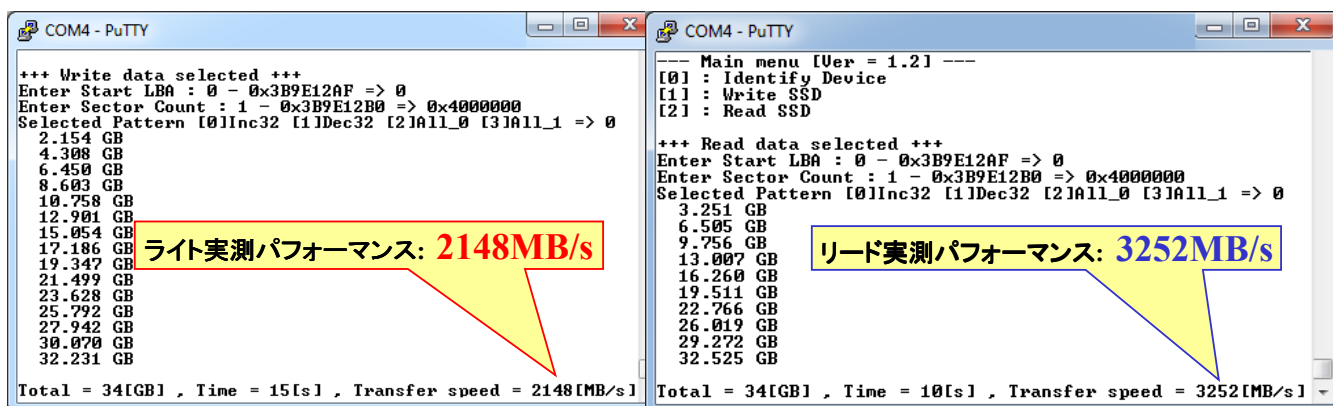 COM4 - PuTTY
+++ Write data selected +++
Enter Start LBA : 0 - 0x3B9E12AF => 0
Enter Sector Count : 1 - 0x3B9E12B0 => 0x4000000
Selected Pattern [0]Inc32 [1]Dec32 [2]All_0 [3]All_1 => 0
2.154 GB
4.308 GB
6.450 GB
8.603 GB
10.758 GB
12.901 GB
15.054 GB
17.186 GB
19.347 GB
21.499 GB
23.628 GB
25.792 GB
27.942 GB
30.070 GB
32.231 GB
ライト実測パフォーマンス: 2148MB/s
Total = 34[GB] , Time = 15[s] , Transfer speed = 2148[MB/s]
COM4 - PuTTY
--- Main menu [Ver = 1.2] ---
[0] : Identify Device
[1] : Write SSD
[2] : Read SSD
+++ Read data selected +++
Enter Start LBA : 0 - 0x3B9E12AF => 0
Enter Sector Count : 1 - 0x3B9E12B0 => 0x4000000
Selected Pattern [0]Inc32 [1]Dec32 [2]All_0 [3]All_1 => 0
3.251 GB
6.505 GB
9.756 GB
13.007 GB
16.260 GB
19.511 GB
22.766 GB
26.019 GB
29.272 GB
32.525 GB
リード実測パフォーマンス: 3252MB/s
Total = 34[GB] , Time = 10[s] , Transfer speed = 3252[MB/s]